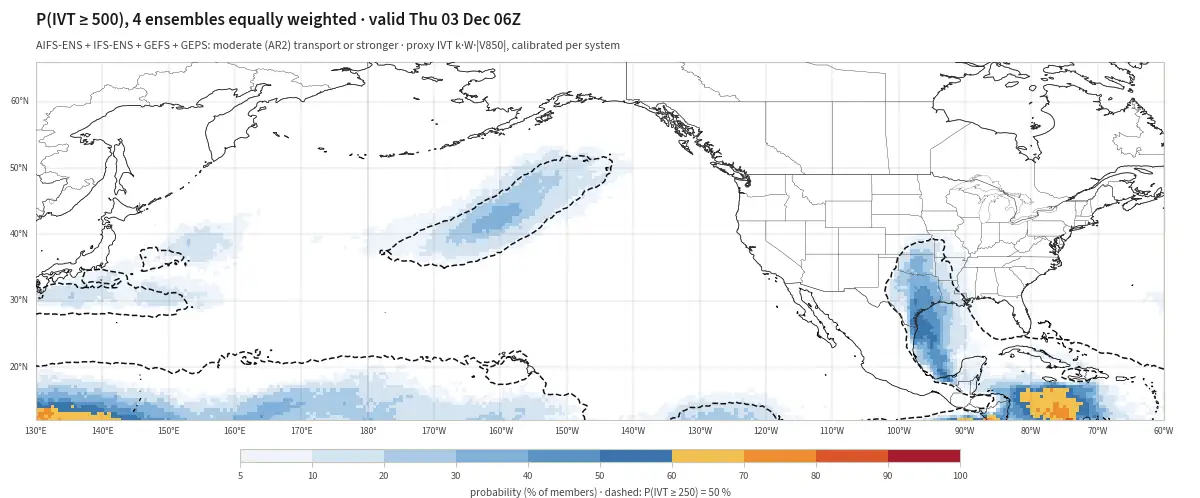 P(IVT ≥ 500), 4 ensembles equally weighted · valid Thu 03 Dec 06Z
AIFS-ENS + IFS-ENS + GEFS + GEPS: moderate (AR2) transport or stronger · proxy IVT k·W·|V850|, calibrated per system
60°N
50°N
40°N
30°N
20°N
130°E 140°E 150°E 160°E 170°E 180° 170°W 160°W 150°W 140°W 130°W 120°W 110°W 100°W 90°W 80°W 70°W 60°W
5 10 20 30 40 50 60 70 80 90 100
probability (% of members) · dashed: P(IVT ≥ 250) = 50 %